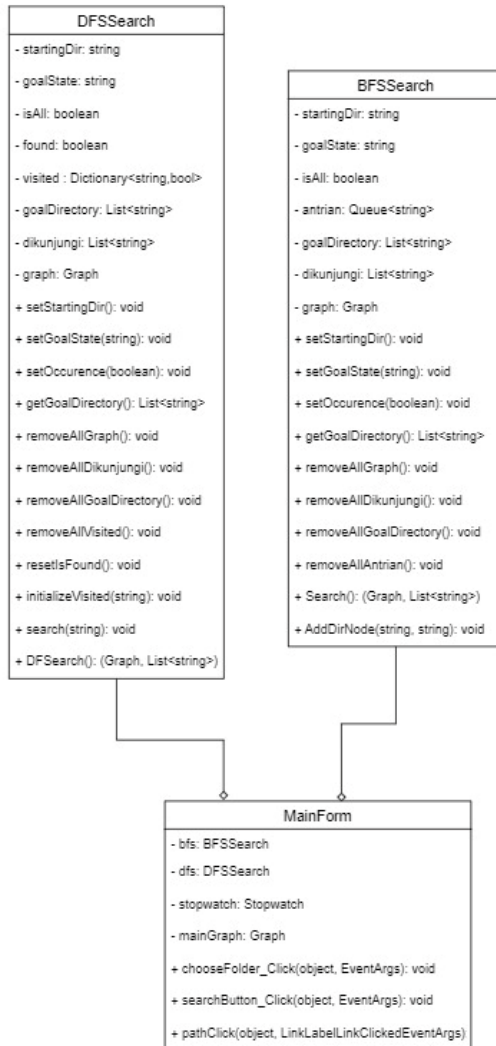 DFSSearch
- startingDir: string
- goalState: string
- isAll: boolean
- found: boolean
- visited : Dictionary<string,bool>
- goalDirectory: List<string>
- dikunjungi: List<string>
- graph: Graph
+ setStartingDir(): void
+ setGoalState(string): void
+ setOccurence(boolean): void
+ getGoalDirectory(): List<string>
+ removeAllGraph(): void
+ removeAllDikunjungi(): void
+ removeAllGoalDirectory(): void
+ removeAllVisited(): void
+ resetIsFound(): void
+ initializeVisited(string): void
+ search(string): void
+ DFSearch(): (Graph, List<string>)
BFSSearch
- startingDir: string
- goalState: string
- isAll: boolean
- antrian: Queue<string>
- goalDirectory: List<string>
- dikunjungi: List<string>
- graph: Graph
+ setStartingDir(): void
+ setGoalState(string): void
+ setOccurence(boolean): void
+ getGoalDirectory(): List<string>
+ removeAllGraph(): void
+ removeAllDikunjungi(): void
+ removeAllGoalDirectory(): void
+ removeAllAntrian(): void
+ Search(): (Graph, List<string>)
+ AddDirNode(string, string): void
MainForm
- bfs: BFSSearch
- dfs: DFSSearch
- stopwatch: Stopwatch
- mainGraph: Graph
+ chooseFolder_Click(object, EventArgs): void
+ searchButton_Click(object, EventArgs): void
+ pathClick(object, LinkLabelLinkClickedEventArgs)